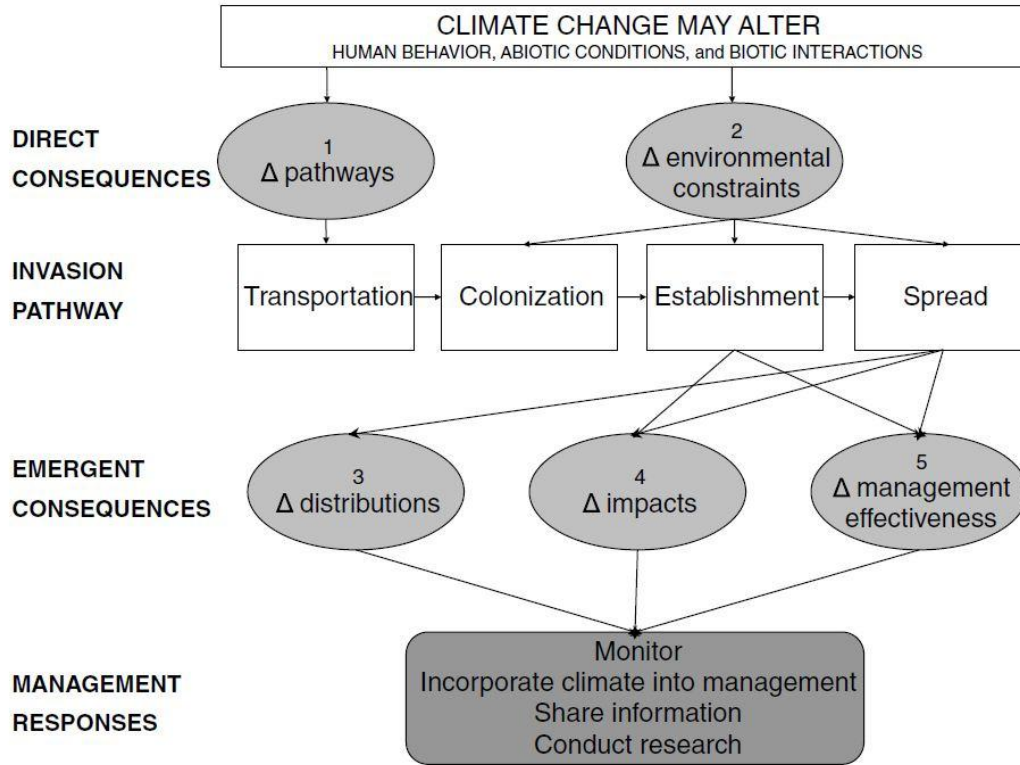 CLIMATE CHANGE MAY ALTER
HUMAN BEHAVIOR, ABIOTIC CONDITIONS, and BIOTIC INTERACTIONS
DIRECT
CONSEQUENCES
1
Δ pathways
2
Δ environmental
constraints
INVASION
PATHWAY
Transportation
Colonization
Establishment
Spread
EMERGENT
CONSEQUENCES
3
Δ distributions
4
Δ impacts
5
Δ management
effectiveness
MANAGEMENT
RESPONSES
Monitor
Incorporate climate into management
Share information
Conduct research